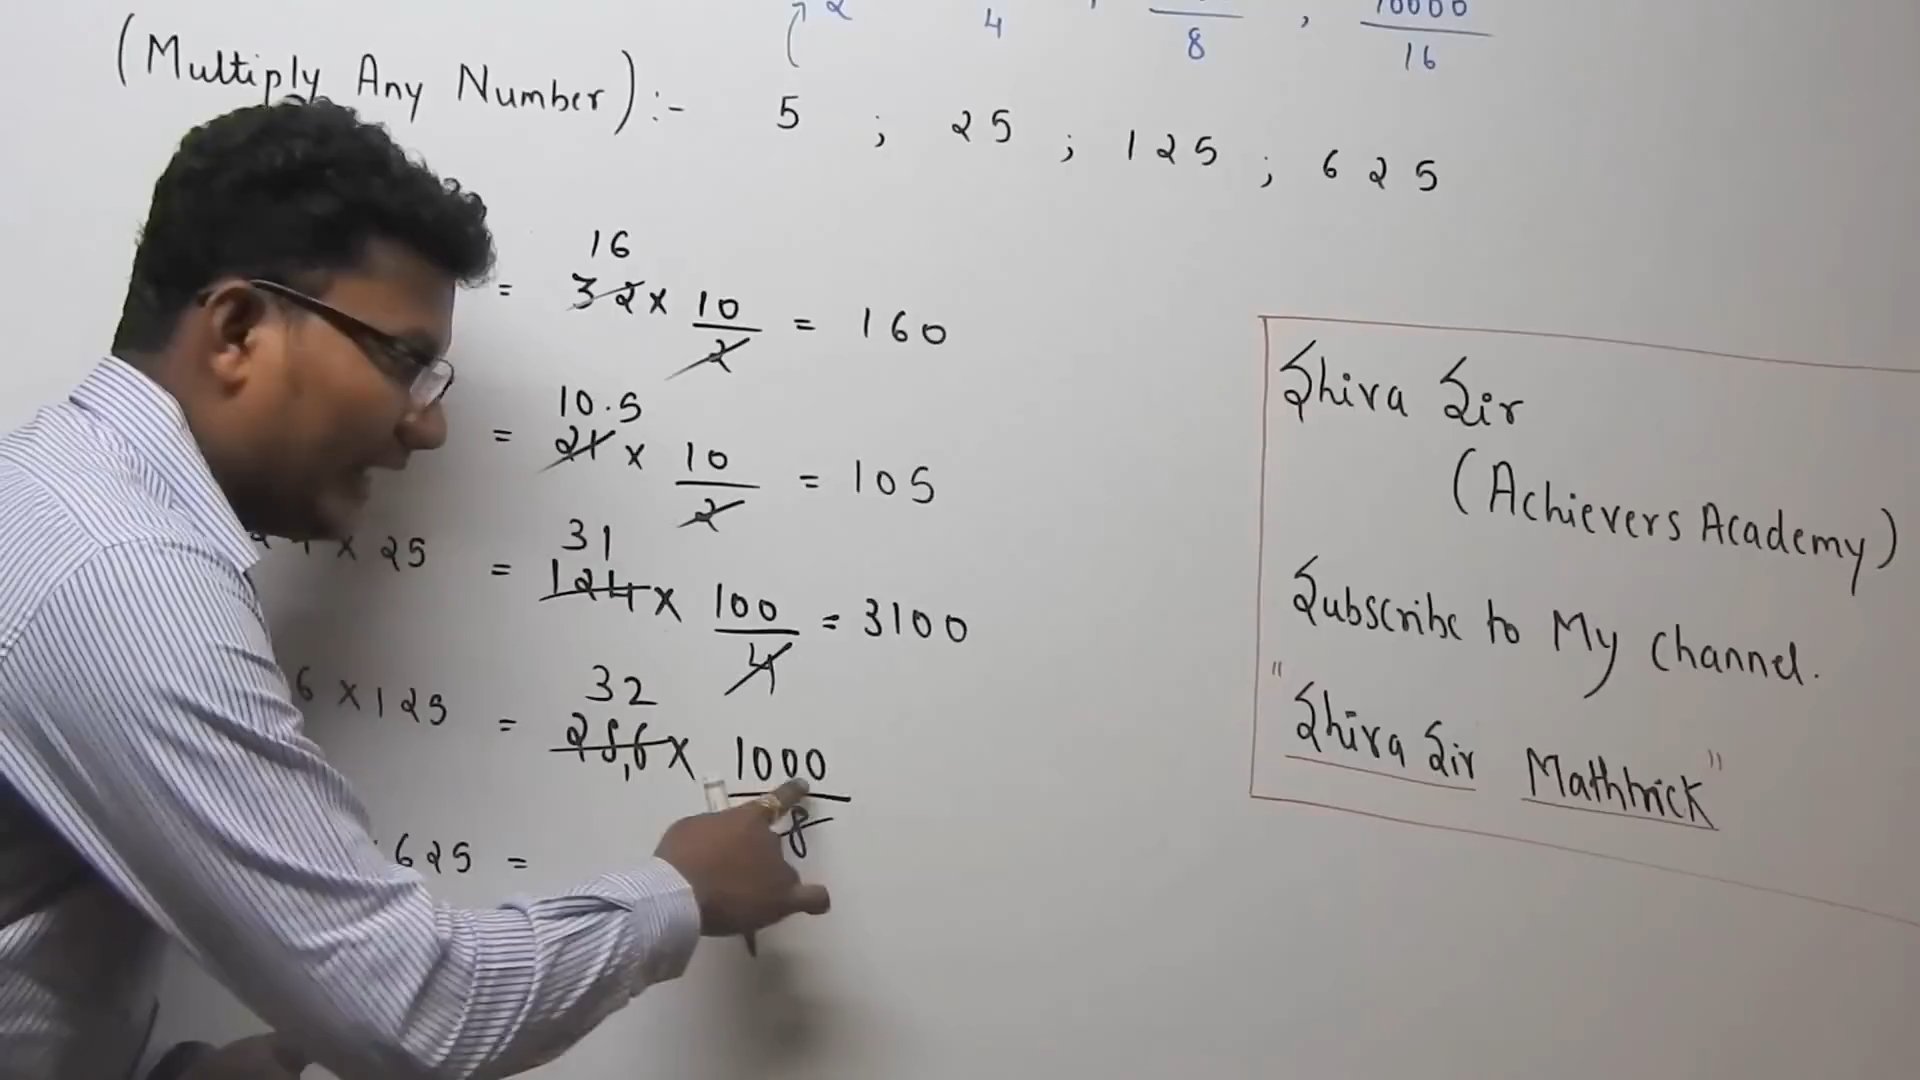 2 4 , 8 , 10000/16
(Multiply Any Number) :- 5 ; 25 ; 125 ; 625
16
= 32 x 10/2 = 160
10.5
= 21 x 10/2 = 105
31
x 25 = 124 x 100/4 = 3100
32
6 x 125 = 256 x 1000/8
625 =
Shiva Sir
(Achievers Academy)
Subscribe to My channel.
"Shiva Sir Mathtrick"